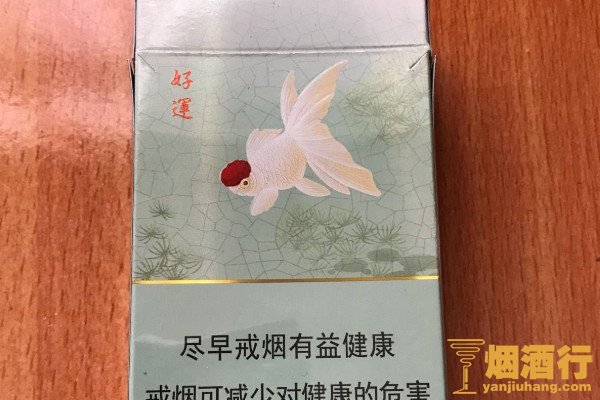 好運
尽早戒烟有益健康
戒烟可减少对健康的危害
烟酒行
yanjiuhang.com